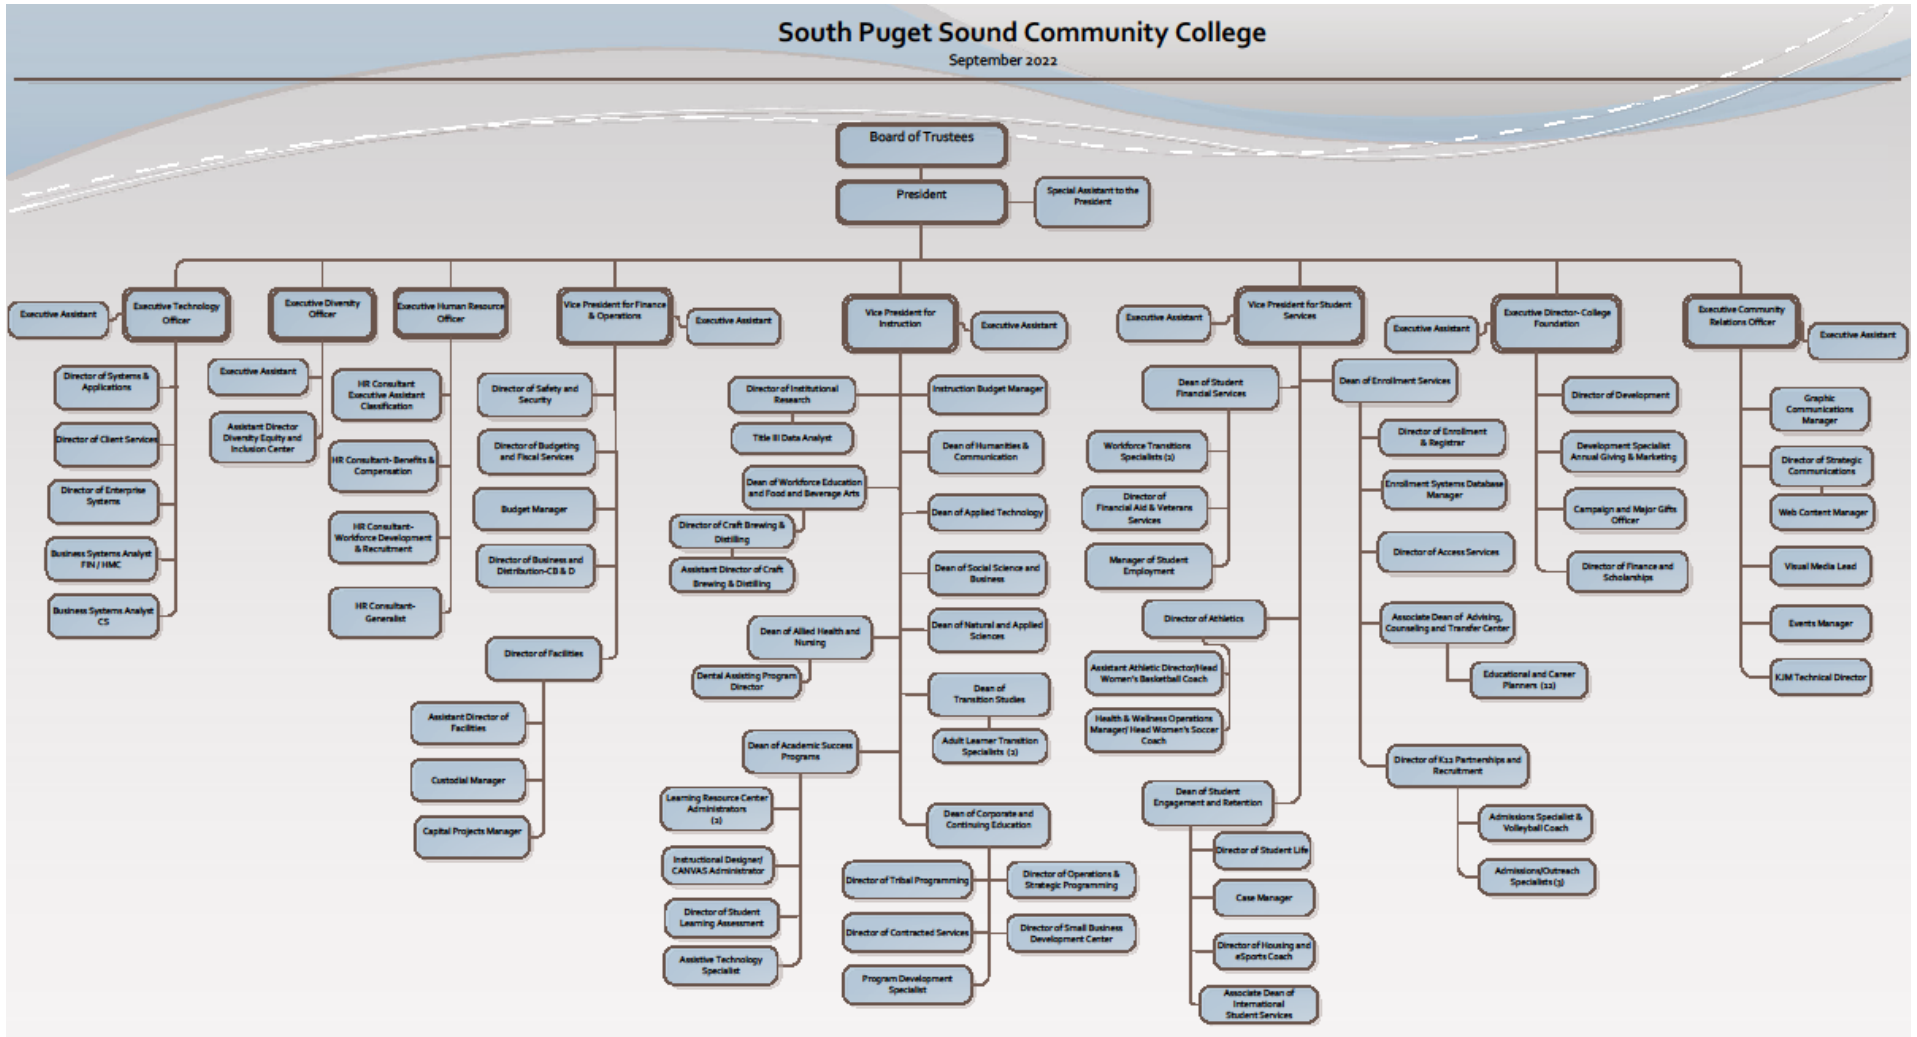 South Puget Sound Community College
September 2022
Board of Trustees
President
Special Assistant to the
President
Executive Assistant
Executive Technology
Officer
Executive Diversity
Officer
Executive Human Resource
Officer
Vice President for Finance
& Operations
Executive Assistant
Vice President for
Instruction
Executive Assistant
Executive Assistant
Vice President for Student
Services
Executive Assistant
Executive Director-College
Foundation
Executive Community
Relations Officer
Executive Assistant
Director of Systems &
Applications
Director of Client Services
Director of Enterprise
Systems
Business Systems Analyst
FIN / HMC
Business Systems Analyst
CS
Executive Assistant
Assistant Director
Diversity Equity and
Inclusion Center
HR Consultant
Executive Assistant
Classification
HR Consultant- Benefits &
Compensation
HR Consultant-
Workforce Development
& Recruitment
HR Consultant-
Generalist
Director of Safety and
Security
Director of Budgeting
and Fiscal Services
Budget Manager
Director of Business and
Distribution-CB & D
Director of Facilities
Assistant Director of
Facilities
Custodial Manager
Capital Projects Manager
Director of Institutional
Research
Title III Data Analyst
Dean of Workforce Education
and Food and Beverage Arts
Director of Craft Brewing &
Distilling
Assistant Director of Craft
Brewing & Distilling
Dean of Allied Health and
Nursing
Dental Assisting Program
Director
Dean of Academic Success
Programs
Learning Resource Center
Administrators
(2)
Instructional Designer/
CANVAS Administrator
Director of Student
Learning Assessment
Assistive Technology
Specialist
Instruction Budget Manager
Dean of Humanities &
Communication
Dean of Applied Technology
Dean of Social Science and
Business
Dean of Natural and Applied
Sciences
Dean of
Transition Studies
Adult Learner Transition
Specialists (2)
Dean of Corporate and
Continuing Education
Director of Tribal Programming
Director of Operations &
Strategic Programming
Director of Contracted Services
Director of Small Business
Development Center
Program Development
Specialist
Dean of Student
Financial Services
Workforce Transitions
Specialists (2)
Director of
Financial Aid & Veterans
Services
Manager of Student
Employment
Director of Athletics
Assistant Athletic Director/Head
Women's Basketball Coach
Health & Wellness Operations
Manager/ Head Women's Soccer
Coach
Dean of Student
Engagement and Retention
Director of Student Life
Case Manager
Director of Housing and
eSports Coach
Associate Dean of
International
Student Services
Dean of Enrollment Services
Director of Enrollment
& Registrar
Enrollment Systems Database
Manager
Director of Access Services
Associate Dean of Advising,
Counseling and Transfer Center
Educational and Career
Planners (12)
Director of K12 Partnerships and
Recruitment
Admissions Specialist &
Volleyball Coach
Admissions/Outreach
Specialists (3)
Director of Development
Development Specialist
Annual Giving & Marketing
Campaign and Major Gifts
Officer
Director of Finance and
Scholarships
Graphic
Communications
Manager
Director of Strategic
Communications
Web Content Manager
Visual Media Lead
Events Manager
KJM Technical Director